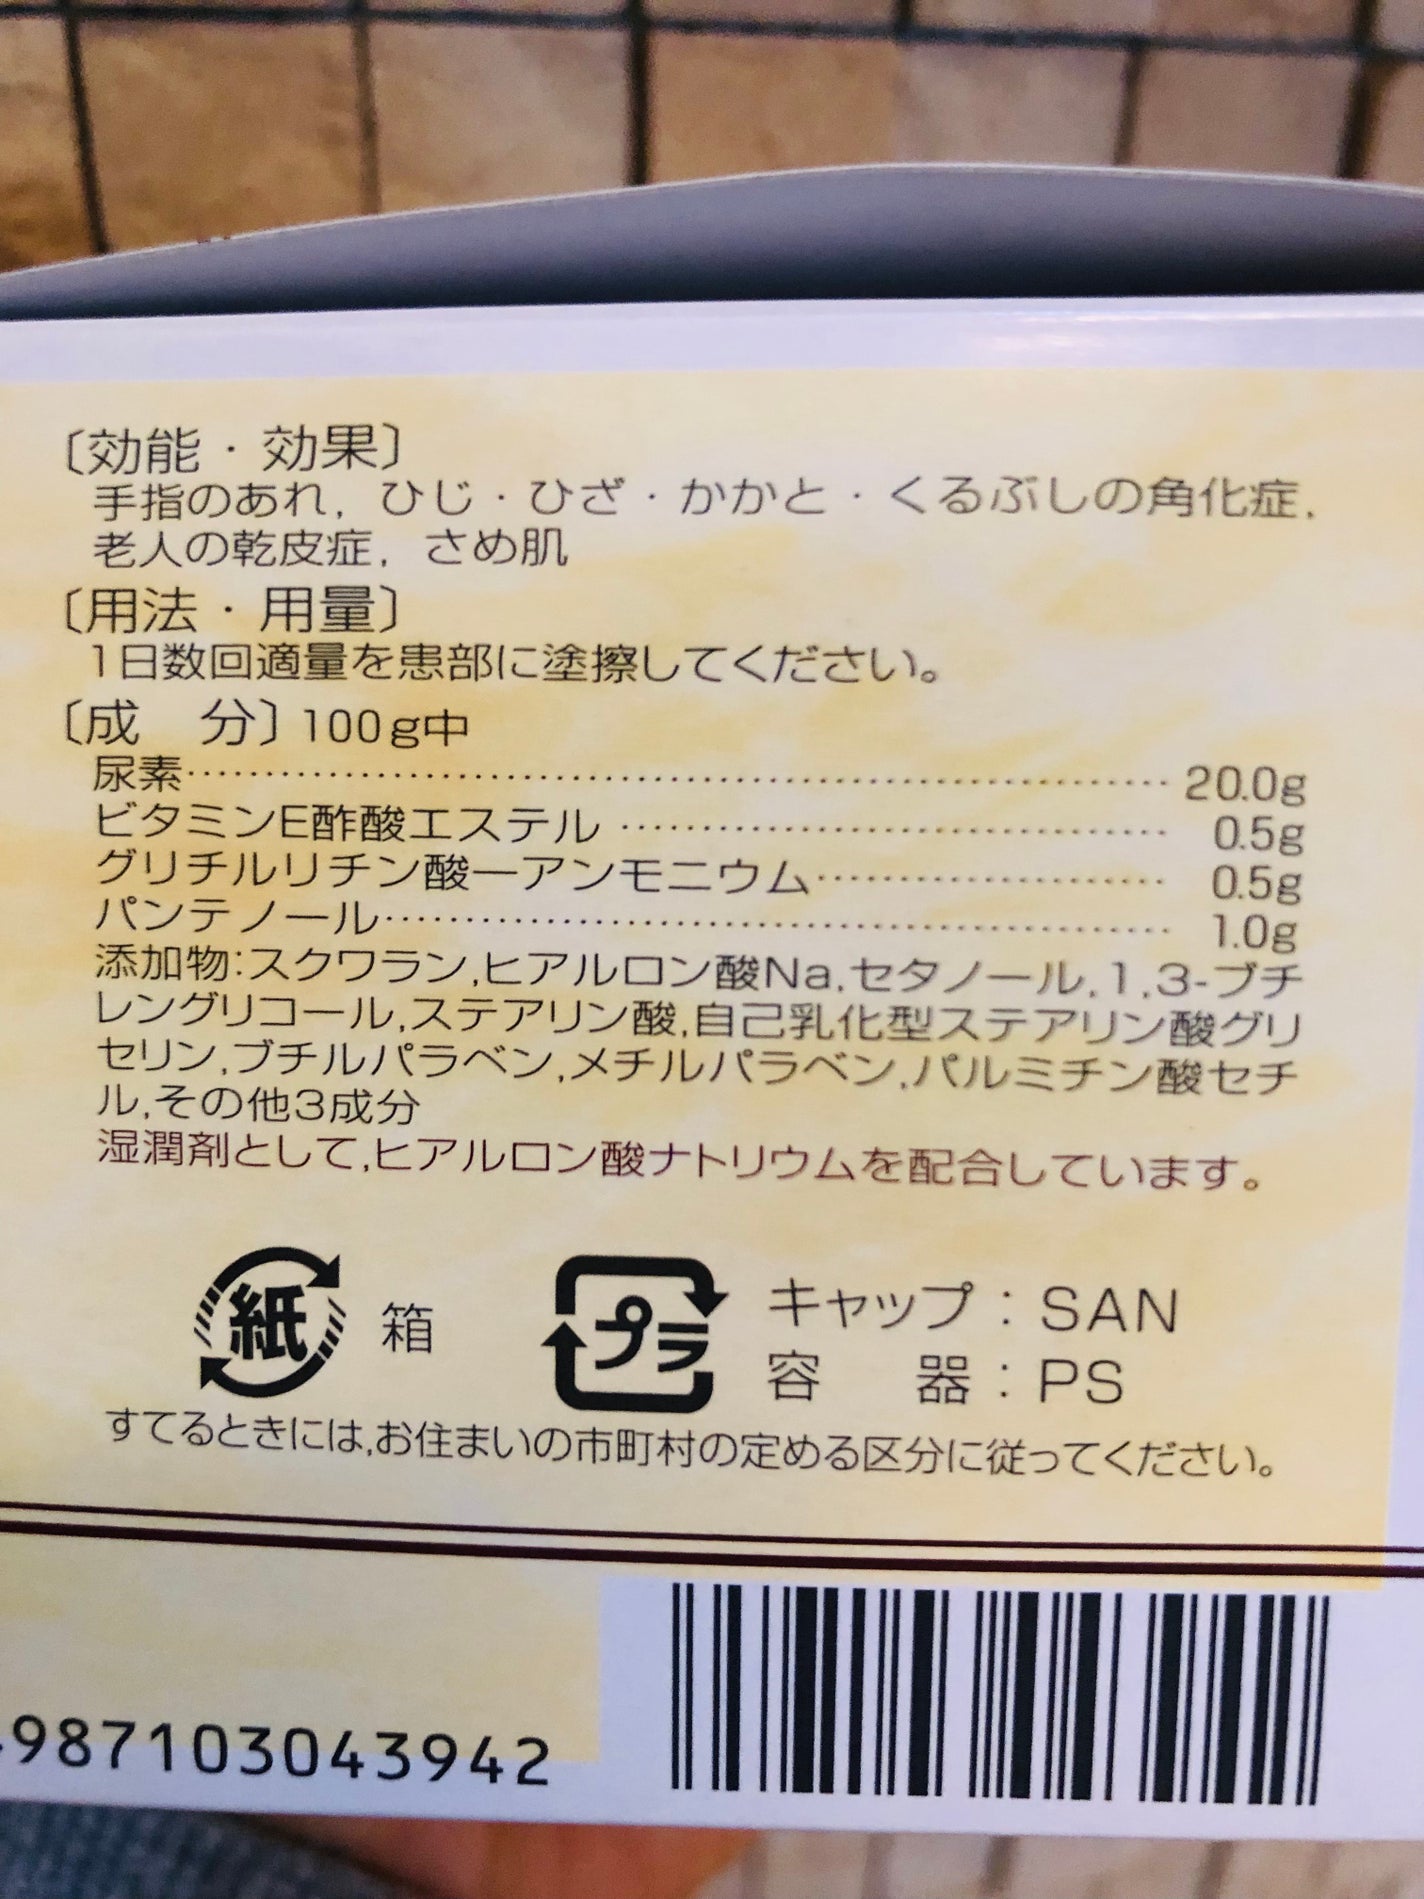 〔効能・効果〕
手指のあれ，ひじ・ひざ・かかと・くるぶしの角化症，
老人の乾皮症，さめ肌
〔用法・用量〕
1日数回適量を患部に塗擦してください。
〔成　分〕100g中
尿素…………………………………………………… 20.0g
ビタミンE酢酸エステル …………………………… 0.5g
グリチルリチン酸一アンモニウム………………… 0.5g
パンテノール………………………………………… 1.0g
添加物:スクワラン,ヒアルロン酸Na,セタノール,1,3-ブチ
レングリコール,ステアリン酸,自己乳化型ステアリン酸グリ
セリン,ブチルパラベン,メチルパラベン,パルミチン酸セチ
ル,その他3成分
湿潤剤として,ヒアルロン酸ナトリウムを配合しています。
紙 箱
プラ キャップ：SAN
容　器：PS
すてるときには,お住まいの市町村の定める区分に従ってください。
987103043942